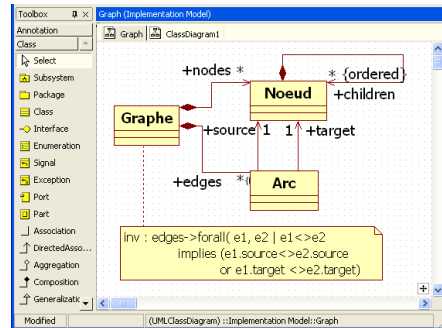 Toolbox
Graph (Implementation Model)
Annotation
Class
Select
Subsystem
Package
Class
Interface
Enumeration
Signal
Exception
Port
Part
Association
DirectedAsso...
Aggregation
Composition
Graph
ClassDiagram1
+nodes *
* {ordered}
Noeud
+children
Graphe
+source 1
1 +target
+edges
Arc
inv : edges->forall( e1, e2 | e1<>e2
implies (e1.source<>e2.source
or e1.target <>e2.target)
Modified
(UMLClassDiagram) ::Implementation Model::Graph